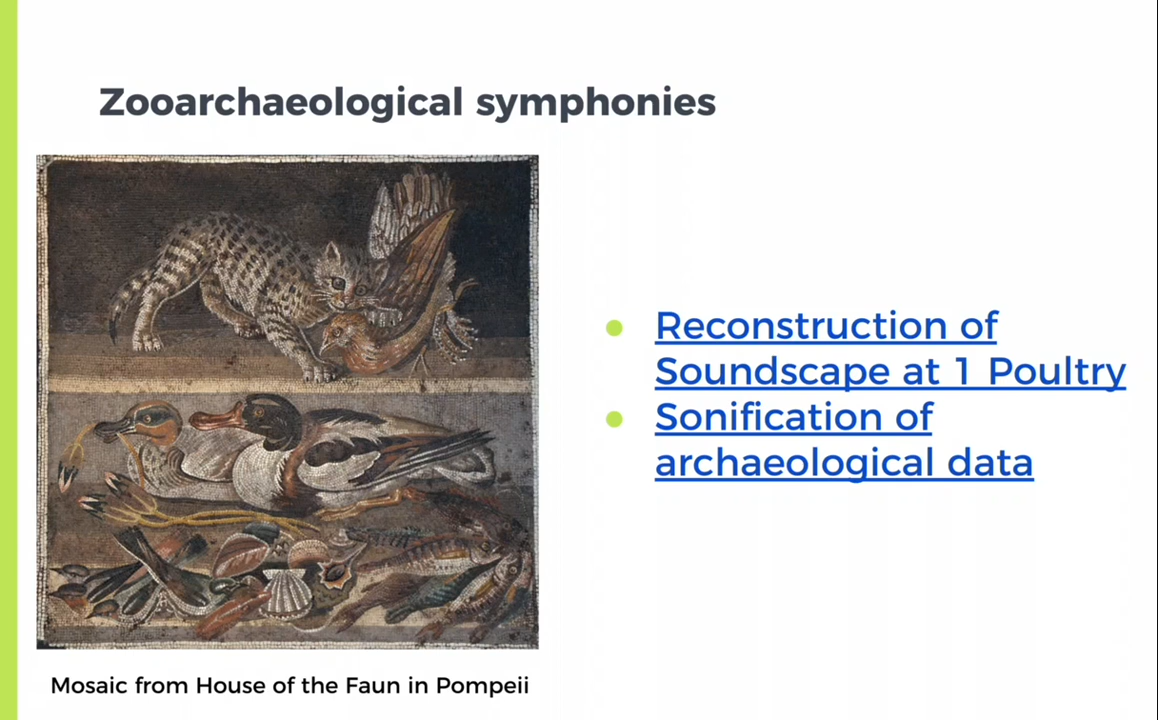 Zooarchaeological symphonies
Reconstruction of
Soundscape at 1 Poultry
Sonification of
archaeological data
Mosaic from House of the Faun in Pompeii